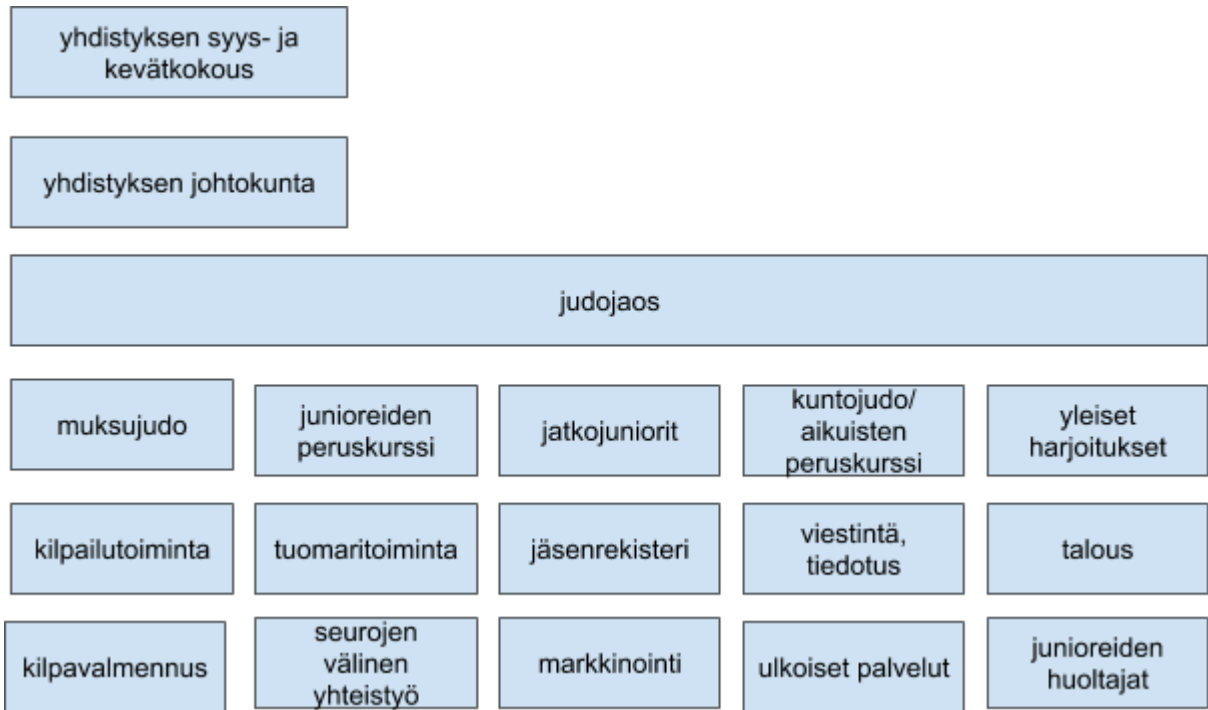 yhdistyksen syys- ja
kevätkokous
yhdistyksen johtokunta
judojaos
muksujudo
junioreiden
peruskurssi
jatkojuniorit
kuntojudo/
aikuisten
peruskurssi
yleiset
harjoitukset
kilpailutoiminta
tuomaritoiminta
jäsenrekisteri
viestintä,
tiedotus
talous
kilpavalmennus
seurojen
välinen
yhteistyö
markkinointi
ulkoiset palvelut
junioreiden
huoltajat